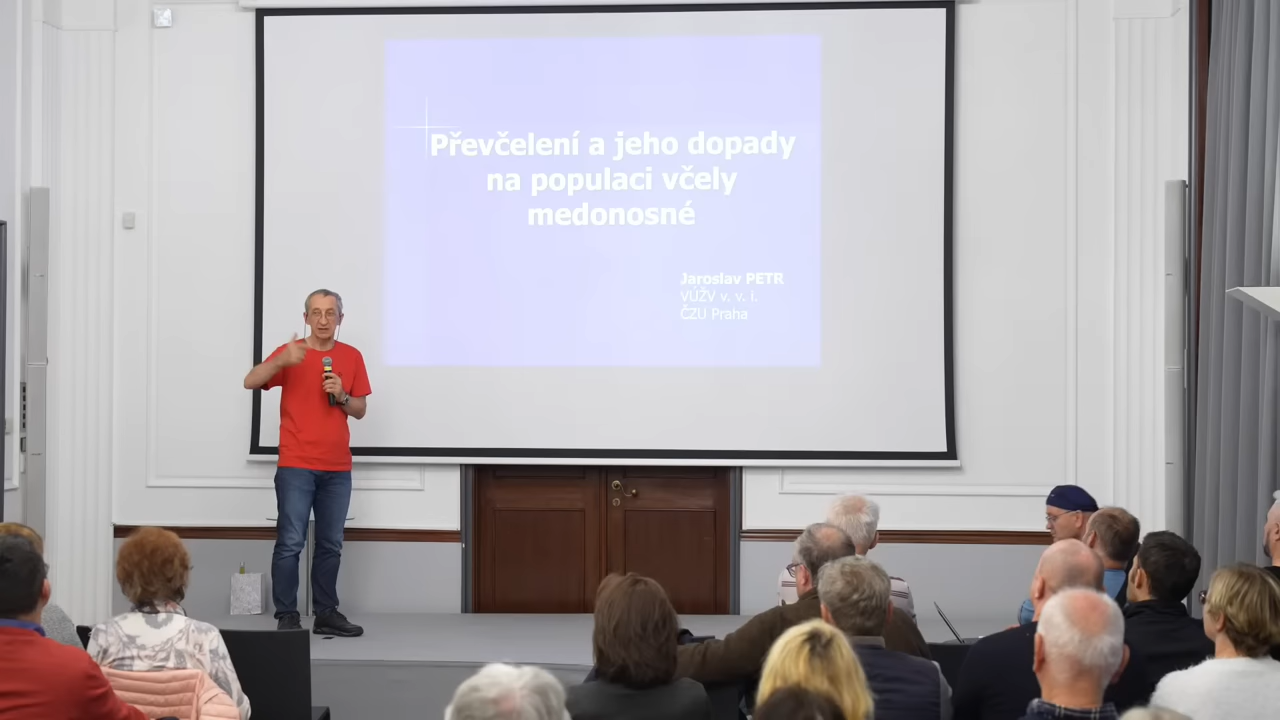 Převčelení a jeho dopady
na populaci včely
medonosné
Jaroslav PETR
VÚŽV v. v. i.
ČZU Praha